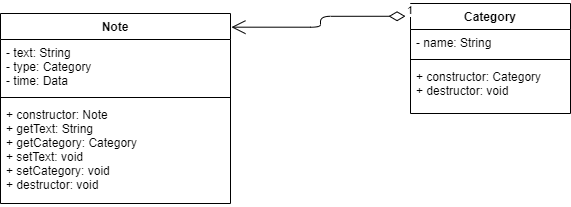 Note
- text: String
- type: Category
- time: Data
+ constructor: Note
+ getText: String
+ getCategory: Category
+ setText: void
+ setCategory: void
+ destructor: void
1
Category
- name: String
+ constructor: Category
+ destructor: void